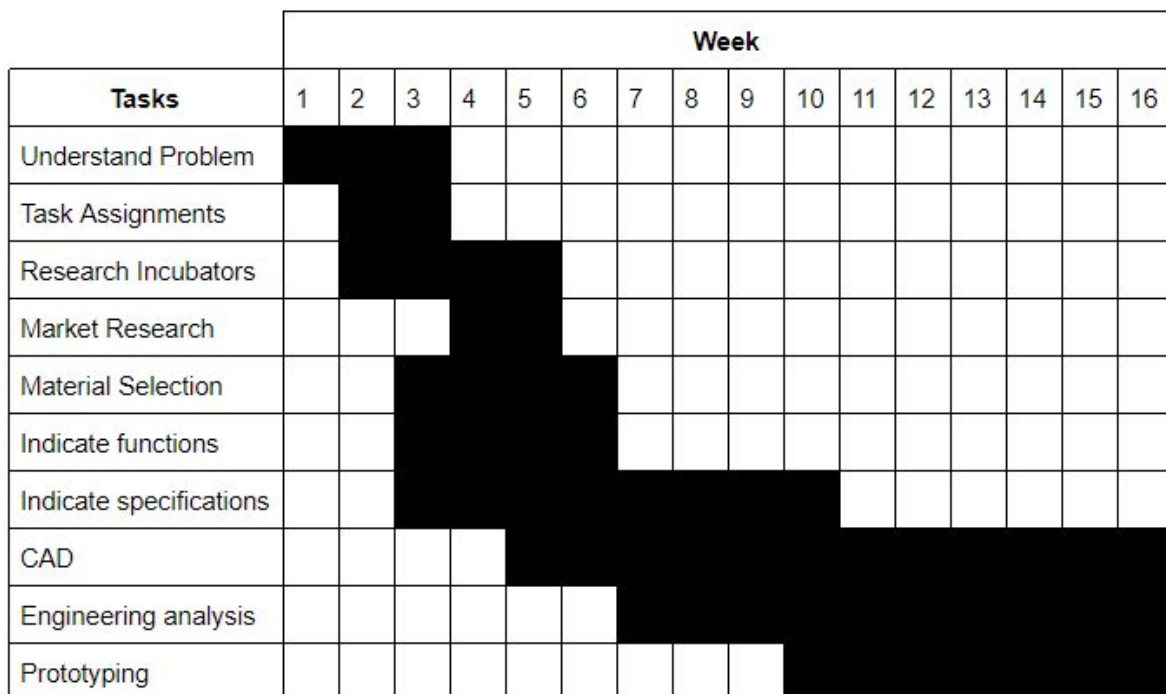 Week
Tasks 1 2 3 4 5 6 7 8 9 10 11 12 13 14 15 16
Understand Problem
Task Assignments
Research Incubators
Market Research
Material Selection
Indicate functions
Indicate specifications
CAD
Engineering analysis
Prototyping